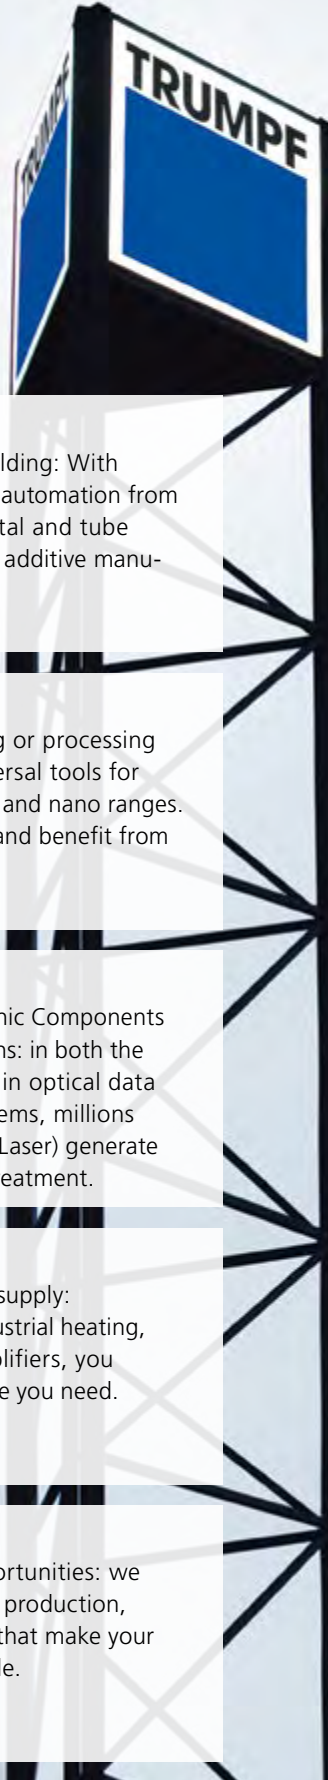 TRUMPF
TRUMPF
lding: With
automation from
tal and tube
additive manu-
g or processing
ersal tools for
and nano ranges.
and benefit from
nic Components
ns: in both the
in optical data
ems, millions
Laser) generate
eatment.
supply:
ustrial heating,
plifiers, you
e you need.
ortunities: we
production,
that make your
le.